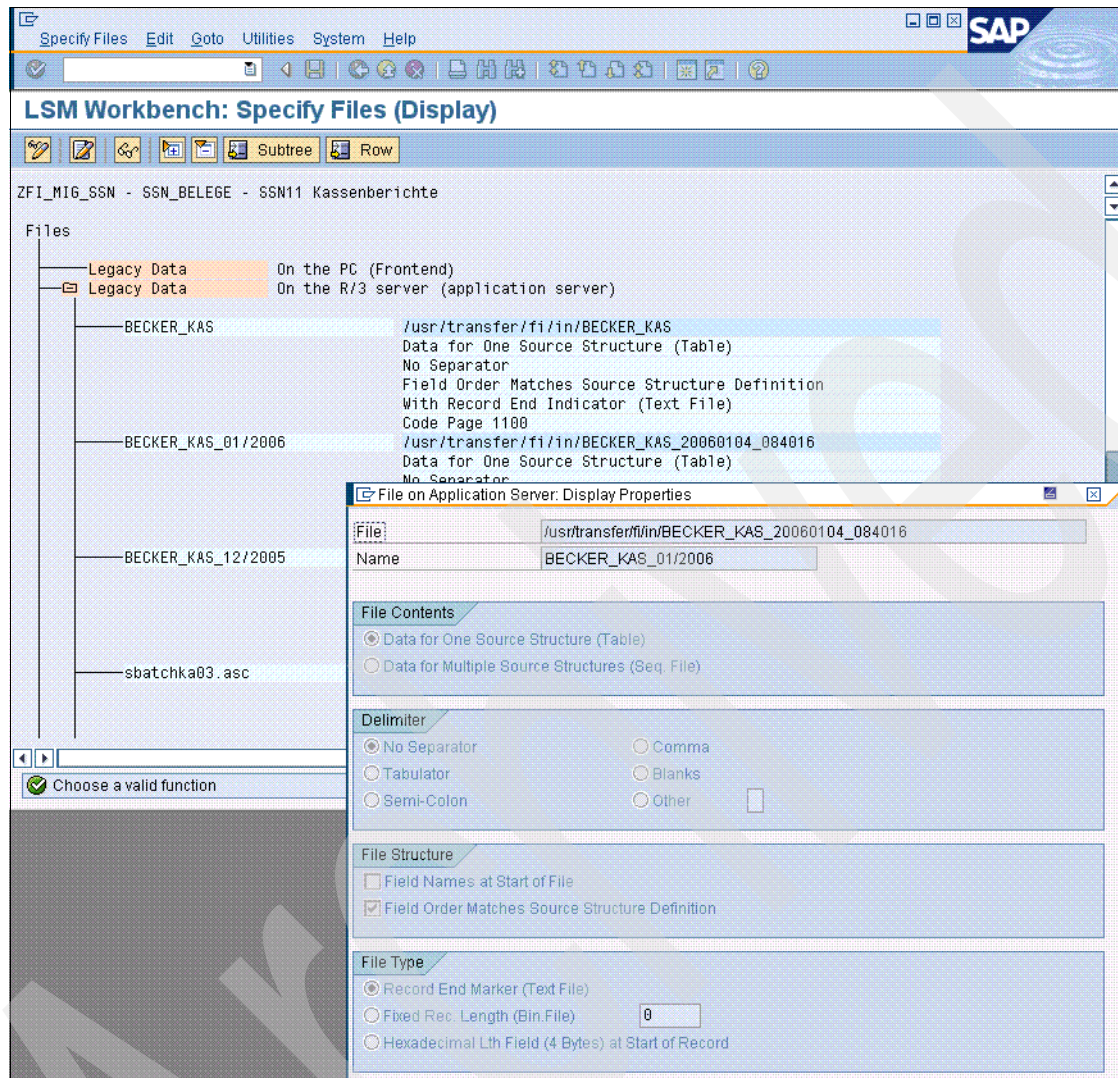 Specify Files Edit Goto Utilities System Help
SAP
LSM Workbench: Specify Files (Display)
Subtree Row
ZFI_MIG_SSN - SSN_BELEGE - SSN11 Kassenberichte
Files
Legacy Data On the PC (Frontend)
Legacy Data On the R/3 server (application server)
BECKER_KAS /usr/transfer/fi/in/BECKER_KAS
Data for One Source Structure (Table)
No Separator
Field Order Matches Source Structure Definition
With Record End Indicator (Text File)
Code Page 1100
BECKER_KAS_01/2006 /usr/transfer/fi/in/BECKER_KAS_20060104_084016
Data for One Source Structure (Table)
No Separator
BECKER_KAS_12/2005
sbatchka03.asc
Choose a valid function
File on Application Server: Display Properties
File /usr/transfer/fi/in/BECKER_KAS_20060104_084016
Name BECKER_KAS_01/2006
File Contents
Data for One Source Structure (Table)
Data for Multiple Source Structures (Seq. File)
Delimiter
No Separator Comma
Tabulator Blanks
Semi-Colon Other
File Structure
Field Names at Start of File
Field Order Matches Source Structure Definition
File Type
Record End Marker (Text File)
Fixed Rec. Length (Bin.File) 0
Hexadecimal Lth Field (4 Bytes) at Start of Record